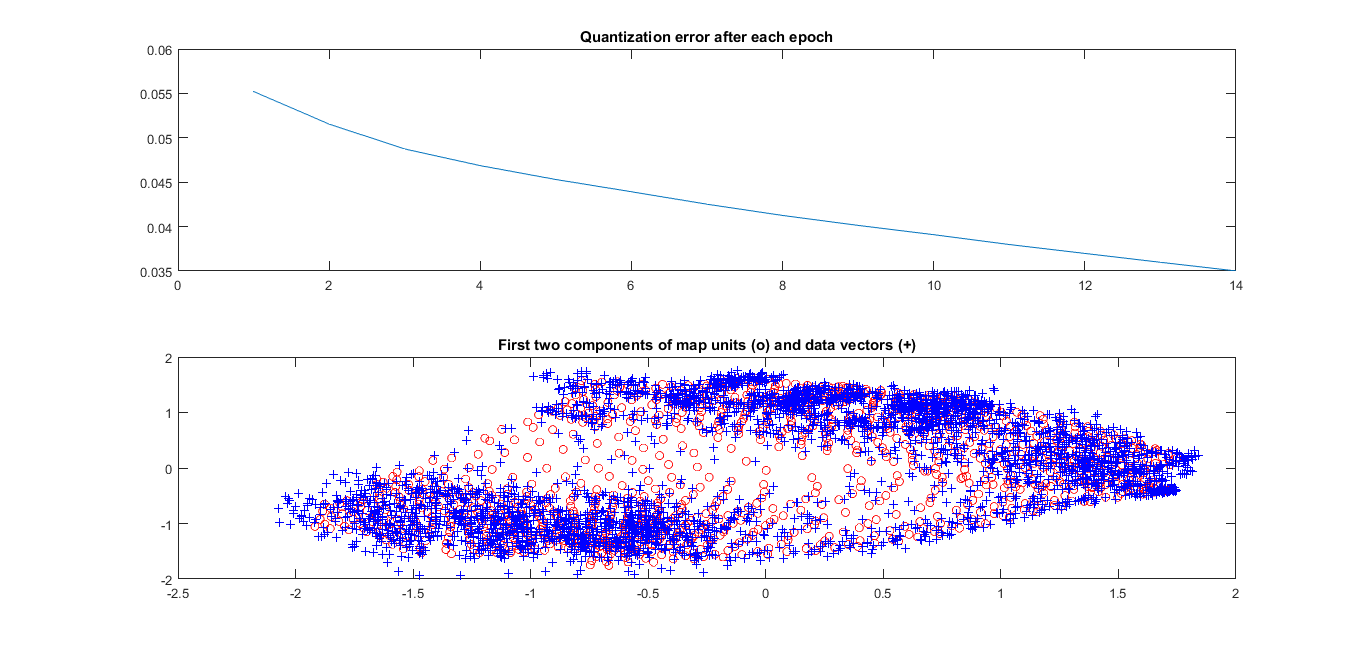 Quantization error after each epoch
0.06
0.055
0.05
0.045
0.04
0.035
0 2 4 6 8 10 12 14
First two components of map units (o) and data vectors (+)
2
1
0
-1
-2
-2.5 -2 -1.5 -1 -0.5 0 0.5 1 1.5 2